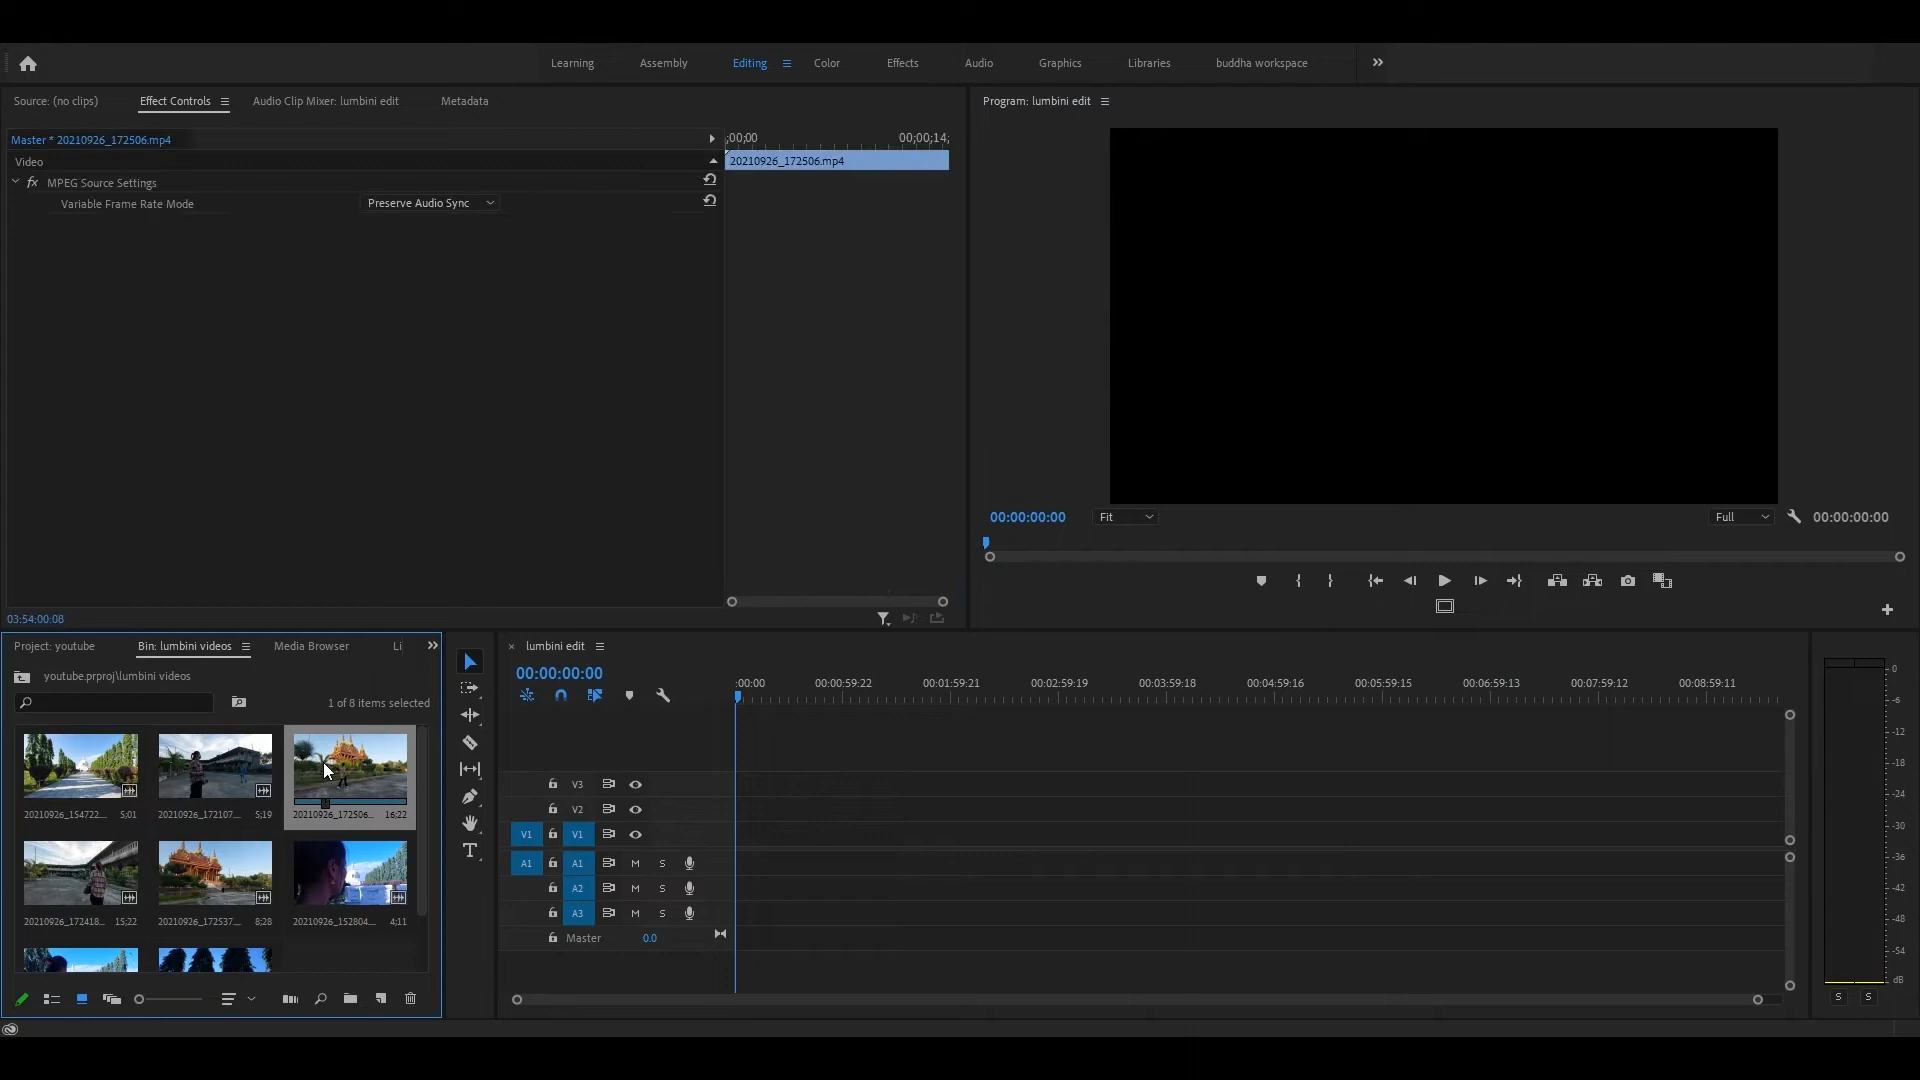 Learning Assembly Editing Color Effects Audio Graphics Libraries buddha workspace
Source: (no clips) Effect Controls Audio Clip Mixer: lumbini edit Metadata
Program: lumbini edit
Master * 20210926_172506.mp4
;00;00 00;00;14;
Video
20210926_172506.mp4
fx MPEG Source Settings
Variable Frame Rate Mode Preserve Audio Sync
00:00:00:00 Fit Full 00:00:00:00
03:54:00:08
Project: youtube Bin: lumbini videos Media Browser Li
youtube.prproj\lumbini videos
1 of 8 items selected
20210926_154722... 5;01 20210926_172107... 5;19 20210926_172506... 16;22
20210926_172418... 15;22 20210926_172537... 8;28 20210926_152804... 4;11
lumbini edit
00:00:00:00
:00:00 00:00:59:22 00:01:59:21 00:02:59:19 00:03:59:18 00:04:59:16 00:05:59:15 00:06:59:13 00:07:59:12 00:08:59:11
V3
V2
V1 V1
A1 A1 M S
A2 M S
A3 M S
Master 0.0
0
-6
-12
-18
-24
-30
-36
-42
-48
-54
dB
S S